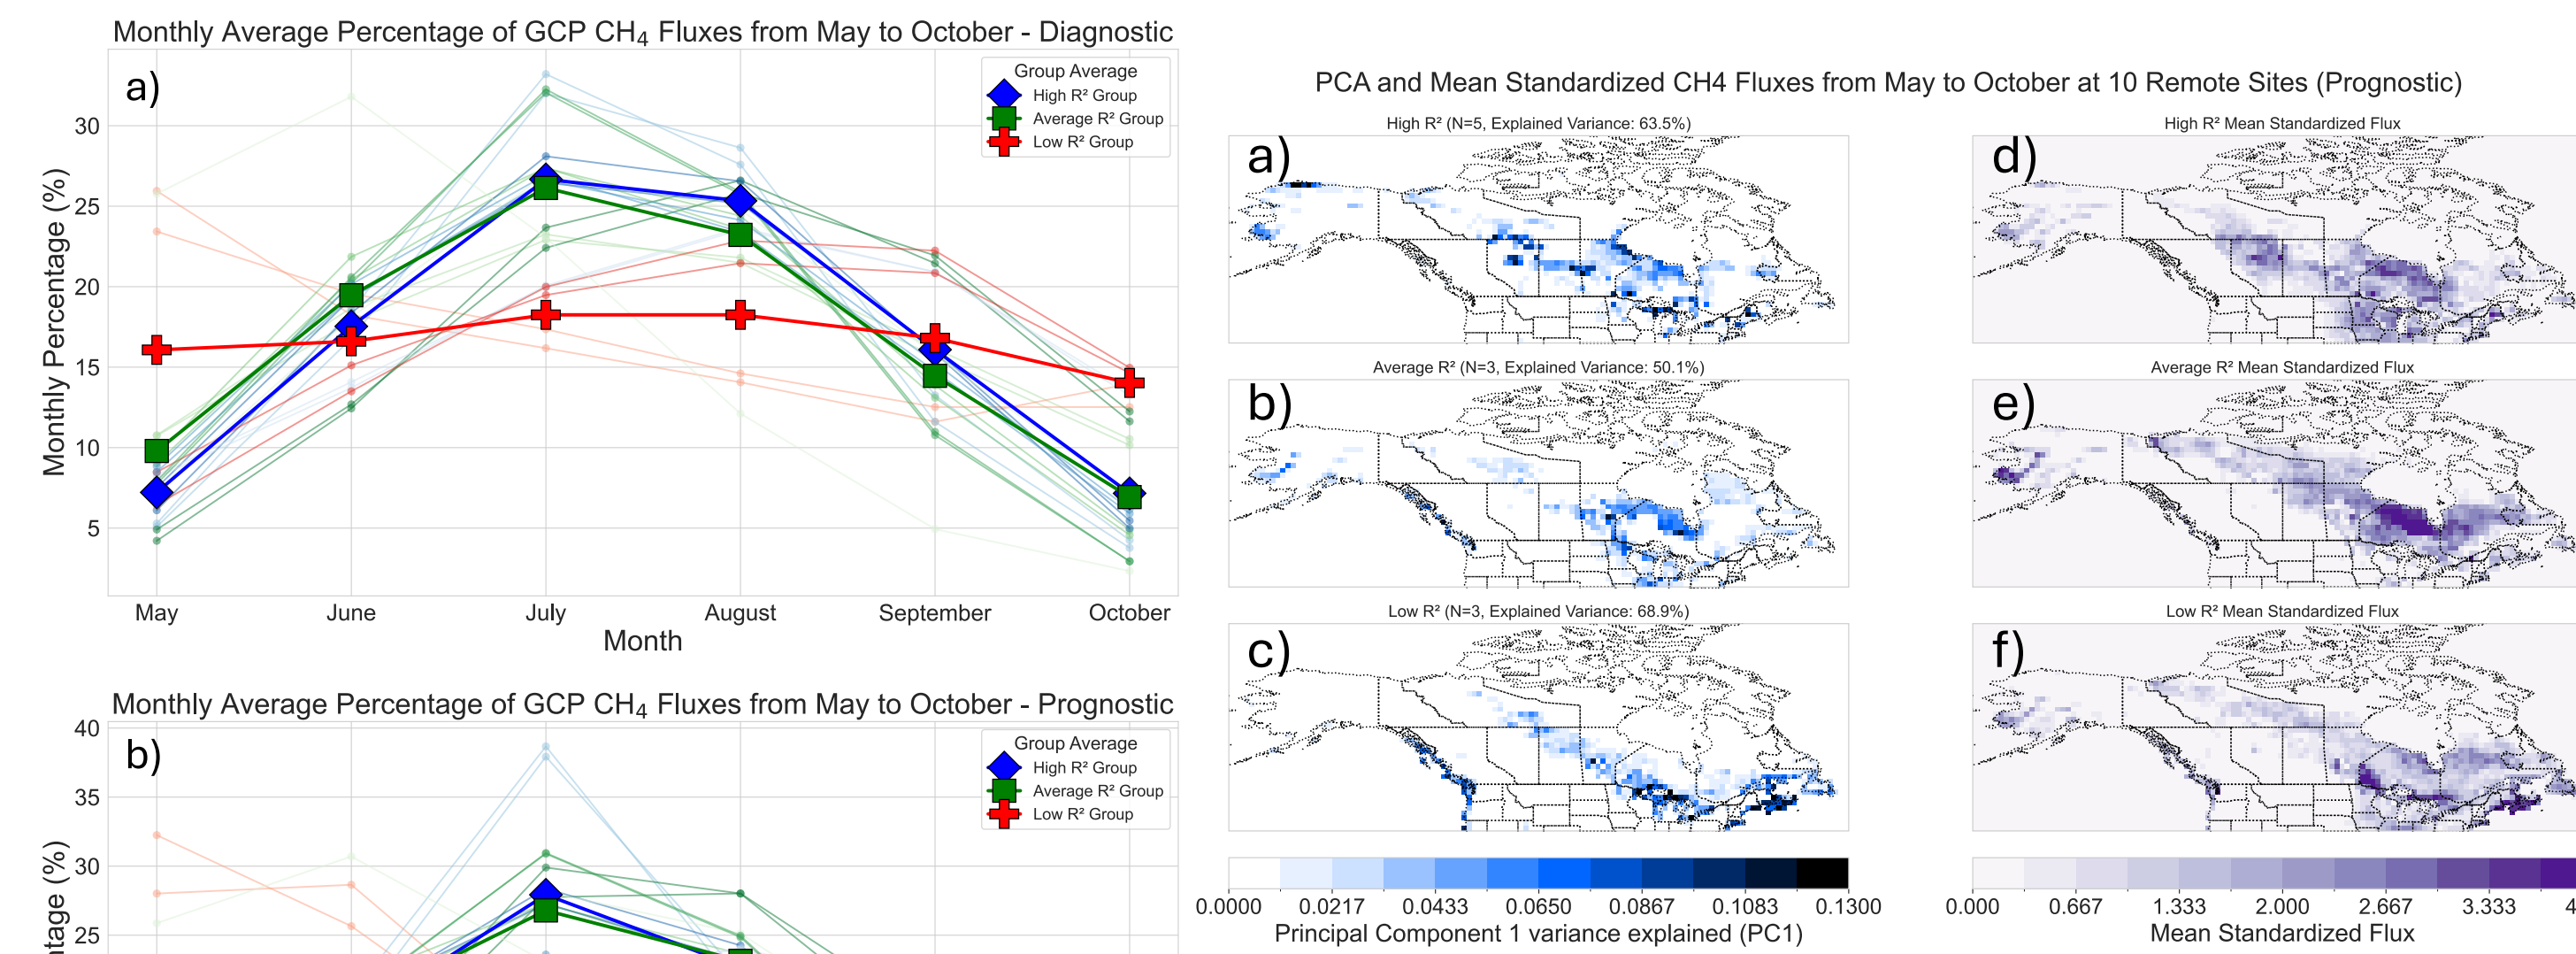 Monthly Average Percentage of GCP CH₄ Fluxes from May to October - Diagnostic
a)
Group Average
High R² Group
Average R² Group
Low R² Group
30
25
20
15
10
5
Monthly Percentage (%)
May June July August September October
Month
Monthly Average Percentage of GCP CH₄ Fluxes from May to October - Prognostic
b)
Group Average
High R² Group
Average R² Group
Low R² Group
40
35
30
25
ntage (%)
PCA and Mean Standardized CH4 Fluxes from May to October at 10 Remote Sites (Prognostic)
High R² (N=5, Explained Variance: 63.5%)
a)
High R² Mean Standardized Flux
d)
Average R² (N=3, Explained Variance: 50.1%)
b)
Average R² Mean Standardized Flux
e)
Low R² (N=3, Explained Variance: 68.9%)
c)
Low R² Mean Standardized Flux
f)
0.0000 0.0217 0.0433 0.0650 0.0867 0.1083 0.1300
Principal Component 1 variance explained (PC1)
0.000 0.667 1.333 2.000 2.667 3.333 4
Mean Standardized Flux